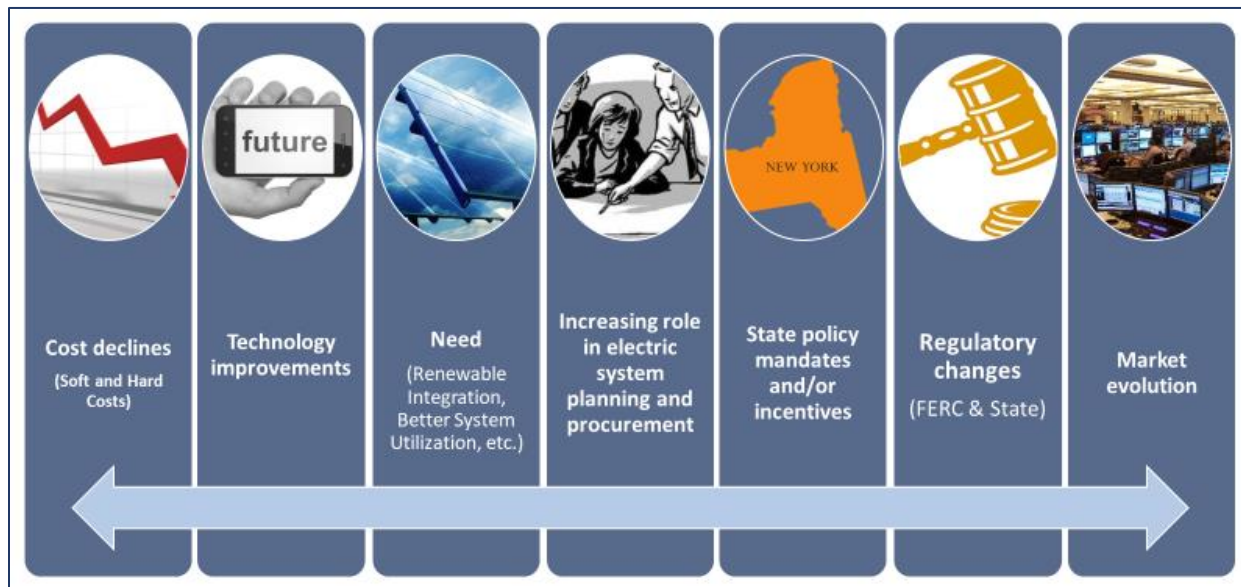 future
NEW YORK
Cost declines
(Soft and Hard
Costs)
Technology
improvements
Need
(Renewable
Integration,
Better System
Utilization, etc.)
Increasing role
in electric
system
planning and
procurement
State policy
mandates
and/or
incentives
Regulatory
changes
(FERC & State)
Market
evolution